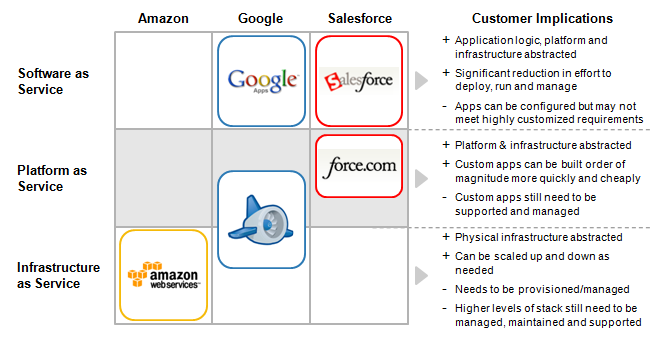 Amazon Google Salesforce Customer Implications
Software as
Service
Google
Apps
salesforce
+ Application logic, platform and
infrastructure abstracted
+ Significant reduction in effort to
deploy, run and manage
- Apps can be configured but may not
meet highly customized requirements
Platform as
Service
force.com
+ Platform & infrastructure abstracted
+ Custom apps can be built order of
magnitude more quickly and cheaply
- Custom apps still need to be
supported and managed
Infrastructure
as Service
amazon
webservices™
+ Physical infrastructure abstracted
+ Can be scaled up and down as
needed
- Needs to be provisioned/managed
- Higher levels of stack still need to be
managed, maintained and supported